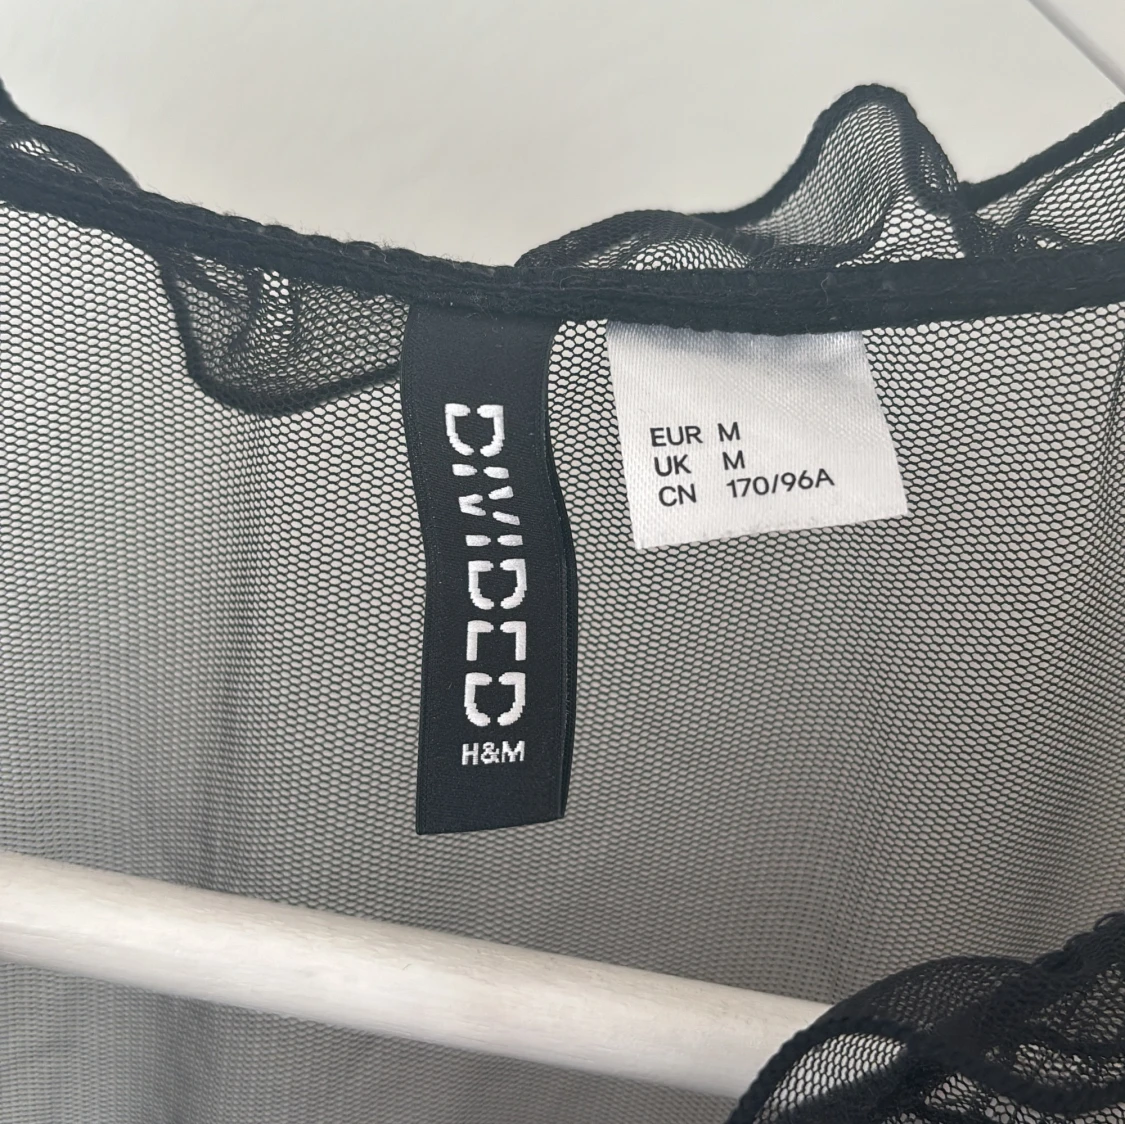 DIVIDED
H&M
EUR M
UK M
CN 170/96A